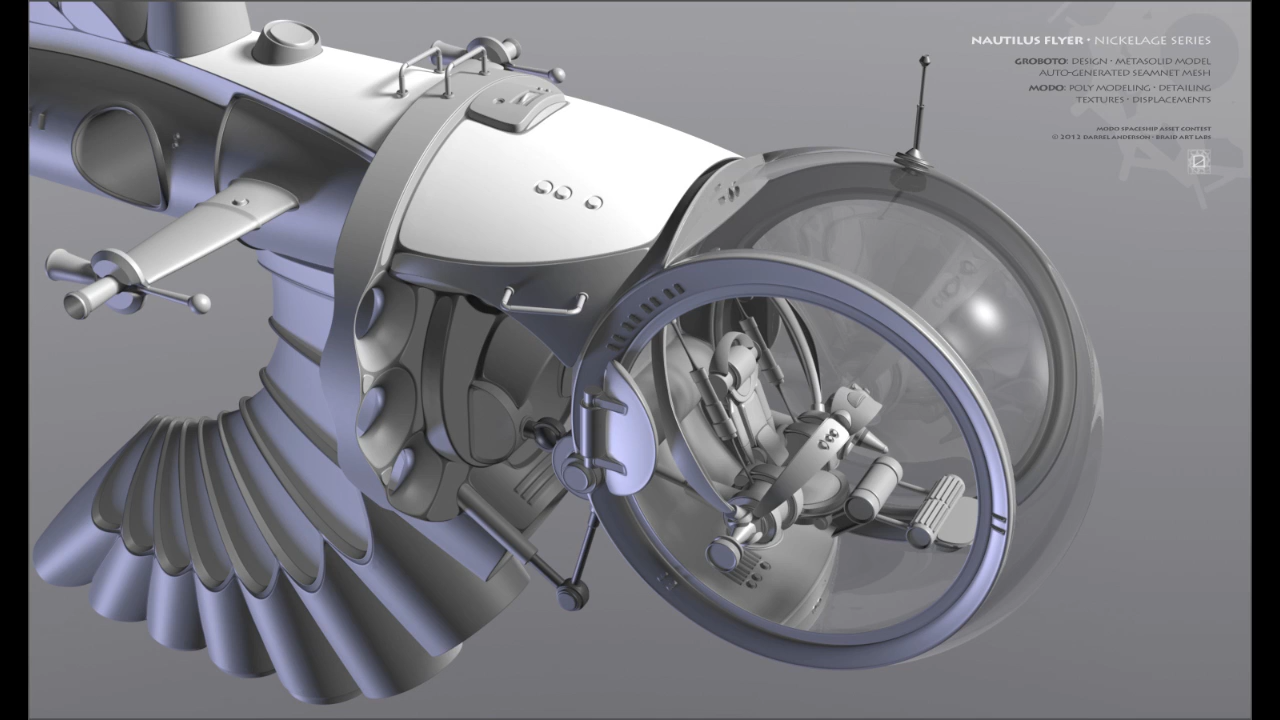 NAUTILUS FLYER • NICKELAGE SERIES
GROBOTO: DESIGN • METASOLID MODEL
AUTO-GENERATED SEAMNET MESH
MODO: POLY MODELING • DETAILING
TEXTURES • DISPLACEMENTS
MODO SPACESHIP ASSET CONTEST
© 2012 DARREL ANDERSON • BRAID ART LABS